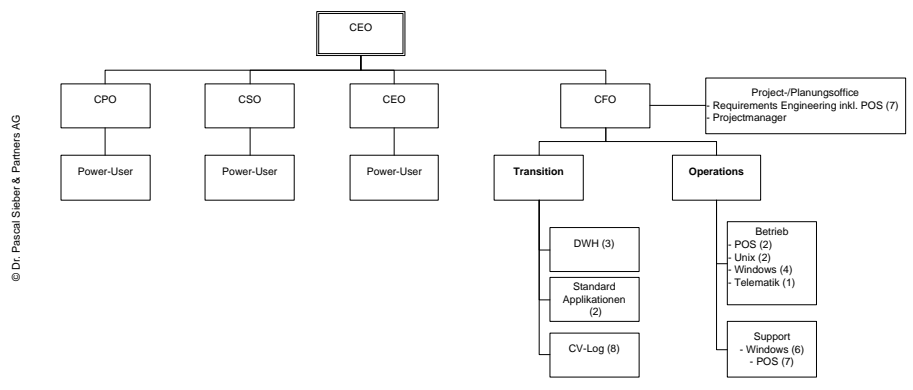 CEO
CPO
CSO
CEO
CFO
Project-/Planungsoffice
- Requirements Engineering inkl. POS (7)
- Projectmanager
Power-User
Power-User
Power-User
Transition
Operations
DWH (3)
Standard
Applikationen
(2)
CV-Log (8)
Betrieb
- POS (2)
- Unix (2)
- Windows (4)
- Telematik (1)
Support
- Windows (6)
- POS (7)
© Dr. Pascal Sieber & Partners AG